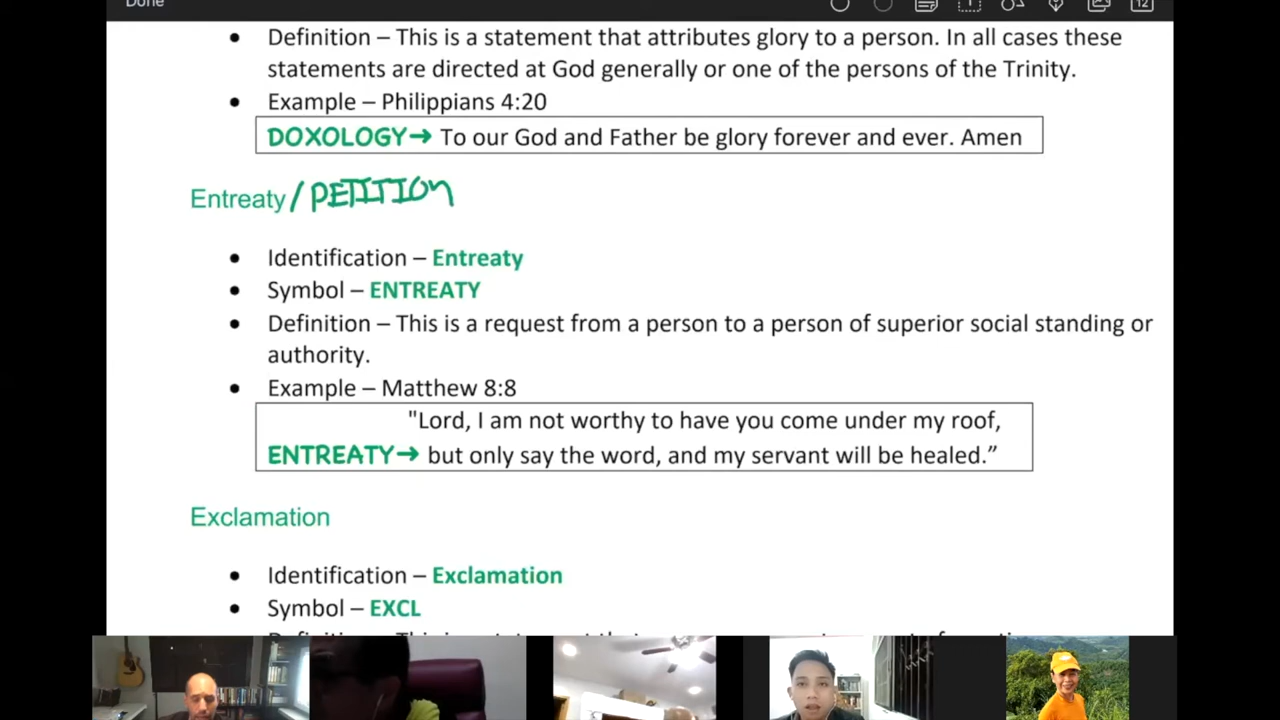 Done
12
• Definition – This is a statement that attributes glory to a person. In all cases these
statements are directed at God generally or one of the persons of the Trinity.
• Example – Philippians 4:20
DOXOLOGY→ To our God and Father be glory forever and ever. Amen
Entreaty/PETITION
• Identification – Entreaty
• Symbol – ENTREATY
• Definition – This is a request from a person to a person of superior social standing or
authority.
• Example – Matthew 8:8
"Lord, I am not worthy to have you come under my roof,
ENTREATY→ but only say the word, and my servant will be healed.”
Exclamation
• Identification – Exclamation
• Symbol – EXCL